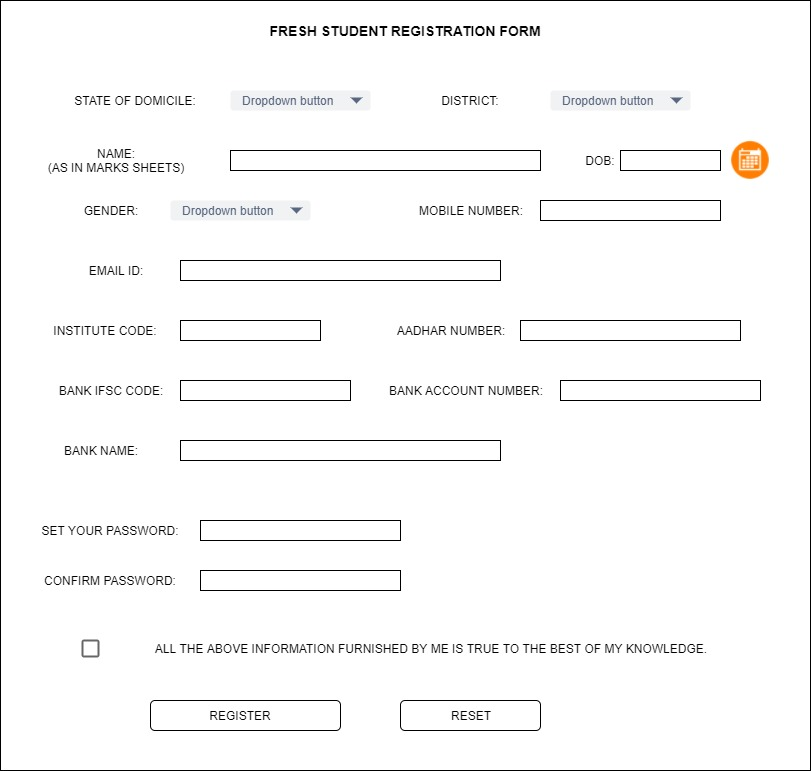 FRESH STUDENT REGISTRATION FORM
STATE OF DOMICILE: Dropdown button DISTRICT: Dropdown button
NAME:
(AS IN MARKS SHEETS) DOB:
GENDER: Dropdown button MOBILE NUMBER:
EMAIL ID:
INSTITUTE CODE: AADHAR NUMBER:
BANK IFSC CODE: BANK ACCOUNT NUMBER:
BANK NAME:
SET YOUR PASSWORD:
CONFIRM PASSWORD:
ALL THE ABOVE INFORMATION FURNISHED BY ME IS TRUE TO THE BEST OF MY KNOWLEDGE.
REGISTER RESET